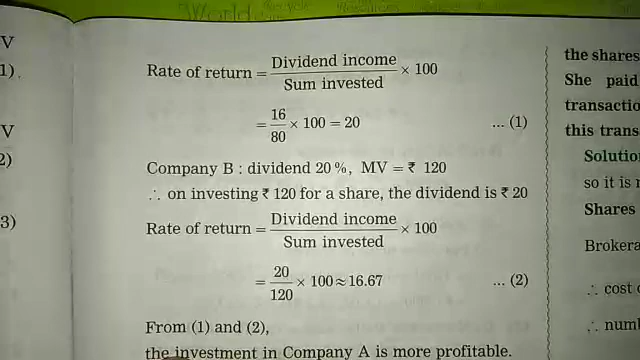 World
V
1).
V
2)
3)
Rate of return = Dividend income / Sum invested × 100
= 16/80 × 100 = 20 ... (1)
Company B : dividend 20 %, MV = ₹ 120
∴ on investing ₹ 120 for a share, the dividend is ₹ 20
Rate of return = Dividend income / Sum invested × 100
= 20/120 × 100 ≈ 16.67 ... (2)
From (1) and (2),
the investment in Company A is more profitable.
the shares
She paid
transactio
this trans
Solution
so it is r
Shares
Brokera
∴ cost o
∴ numb